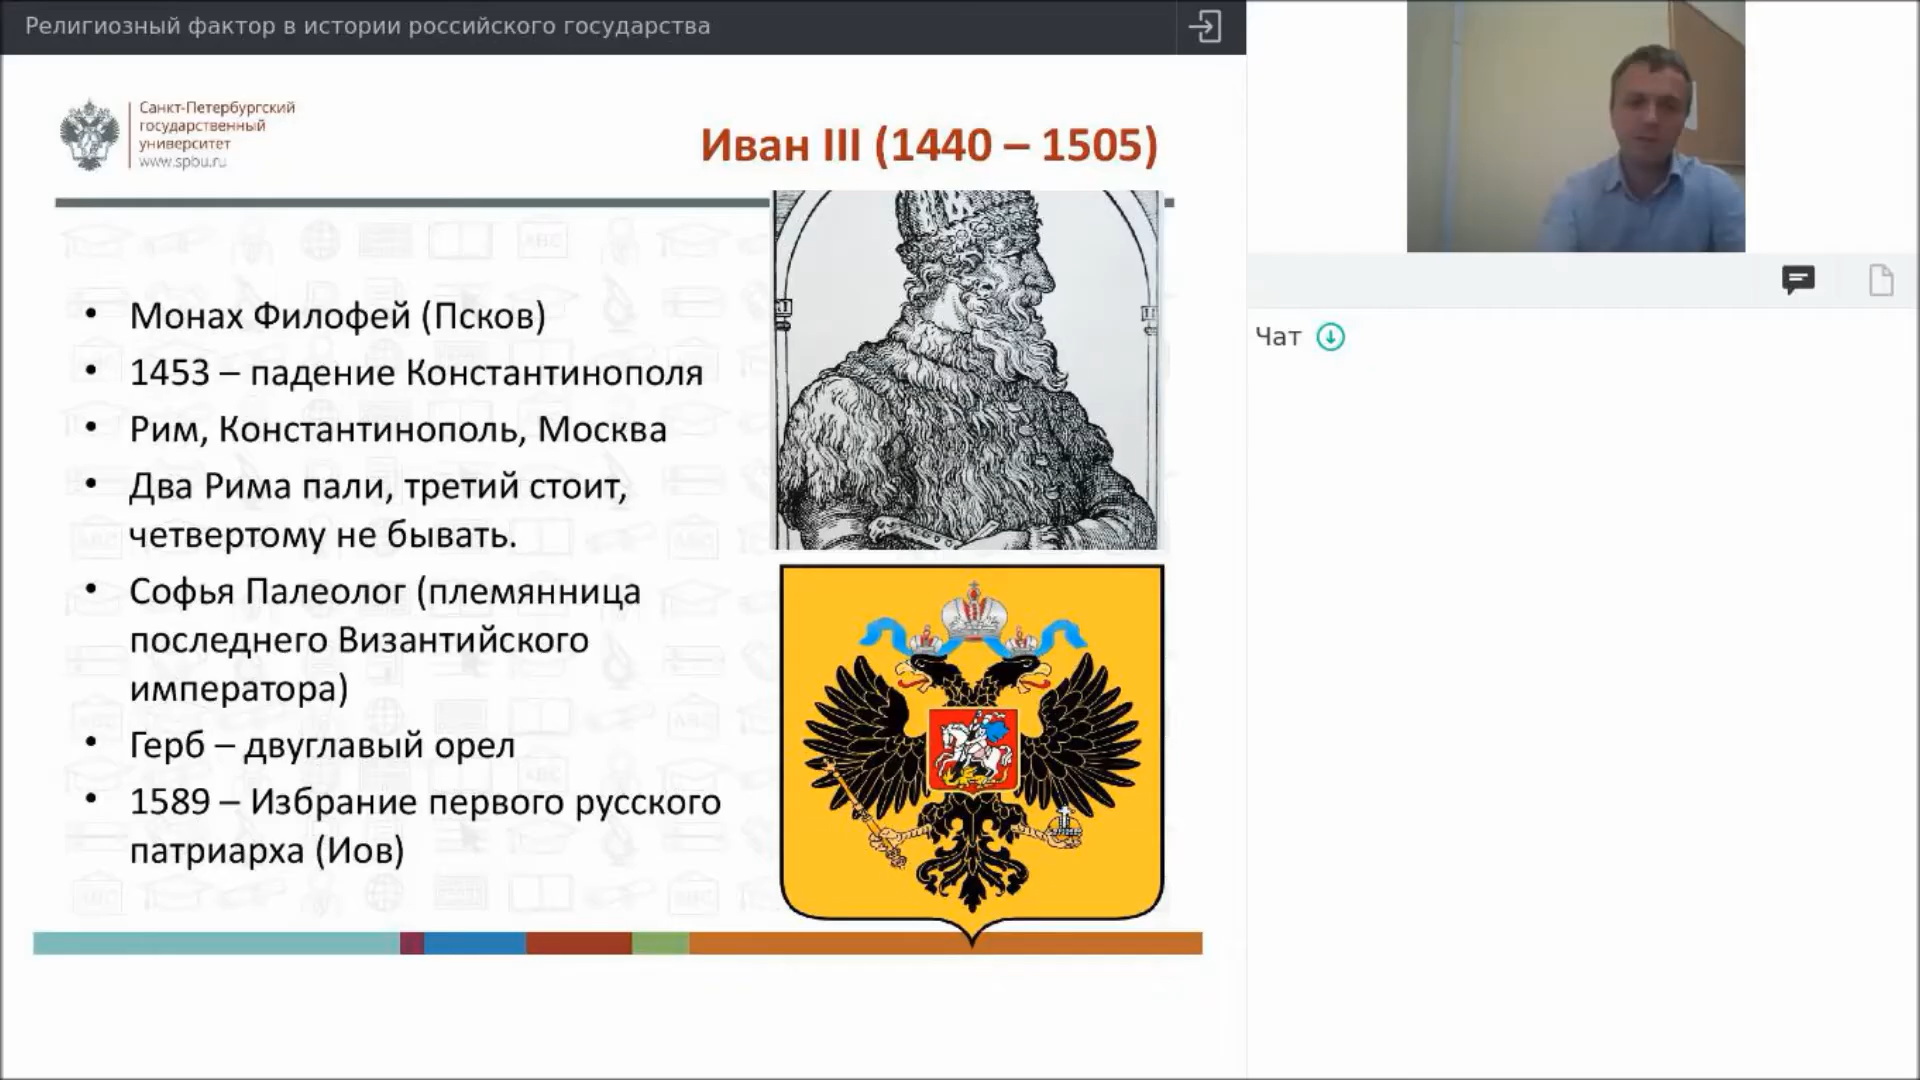 Религиозный фактор в истории российского государства
Санкт-Петербургский
государственный
университет
www.spbu.ru
Иван III (1440 – 1505)
• Монах Филофей (Псков)
• 1453 – падение Константинополя
• Рим, Константинополь, Москва
• Два Рима пали, третий стоит,
четвертому не бывать.
• Софья Палеолог (племянница
последнего Византийского
императора)
• Герб – двуглавый орел
• 1589 – Избрание первого русского
патриарха (Иов)
Чат